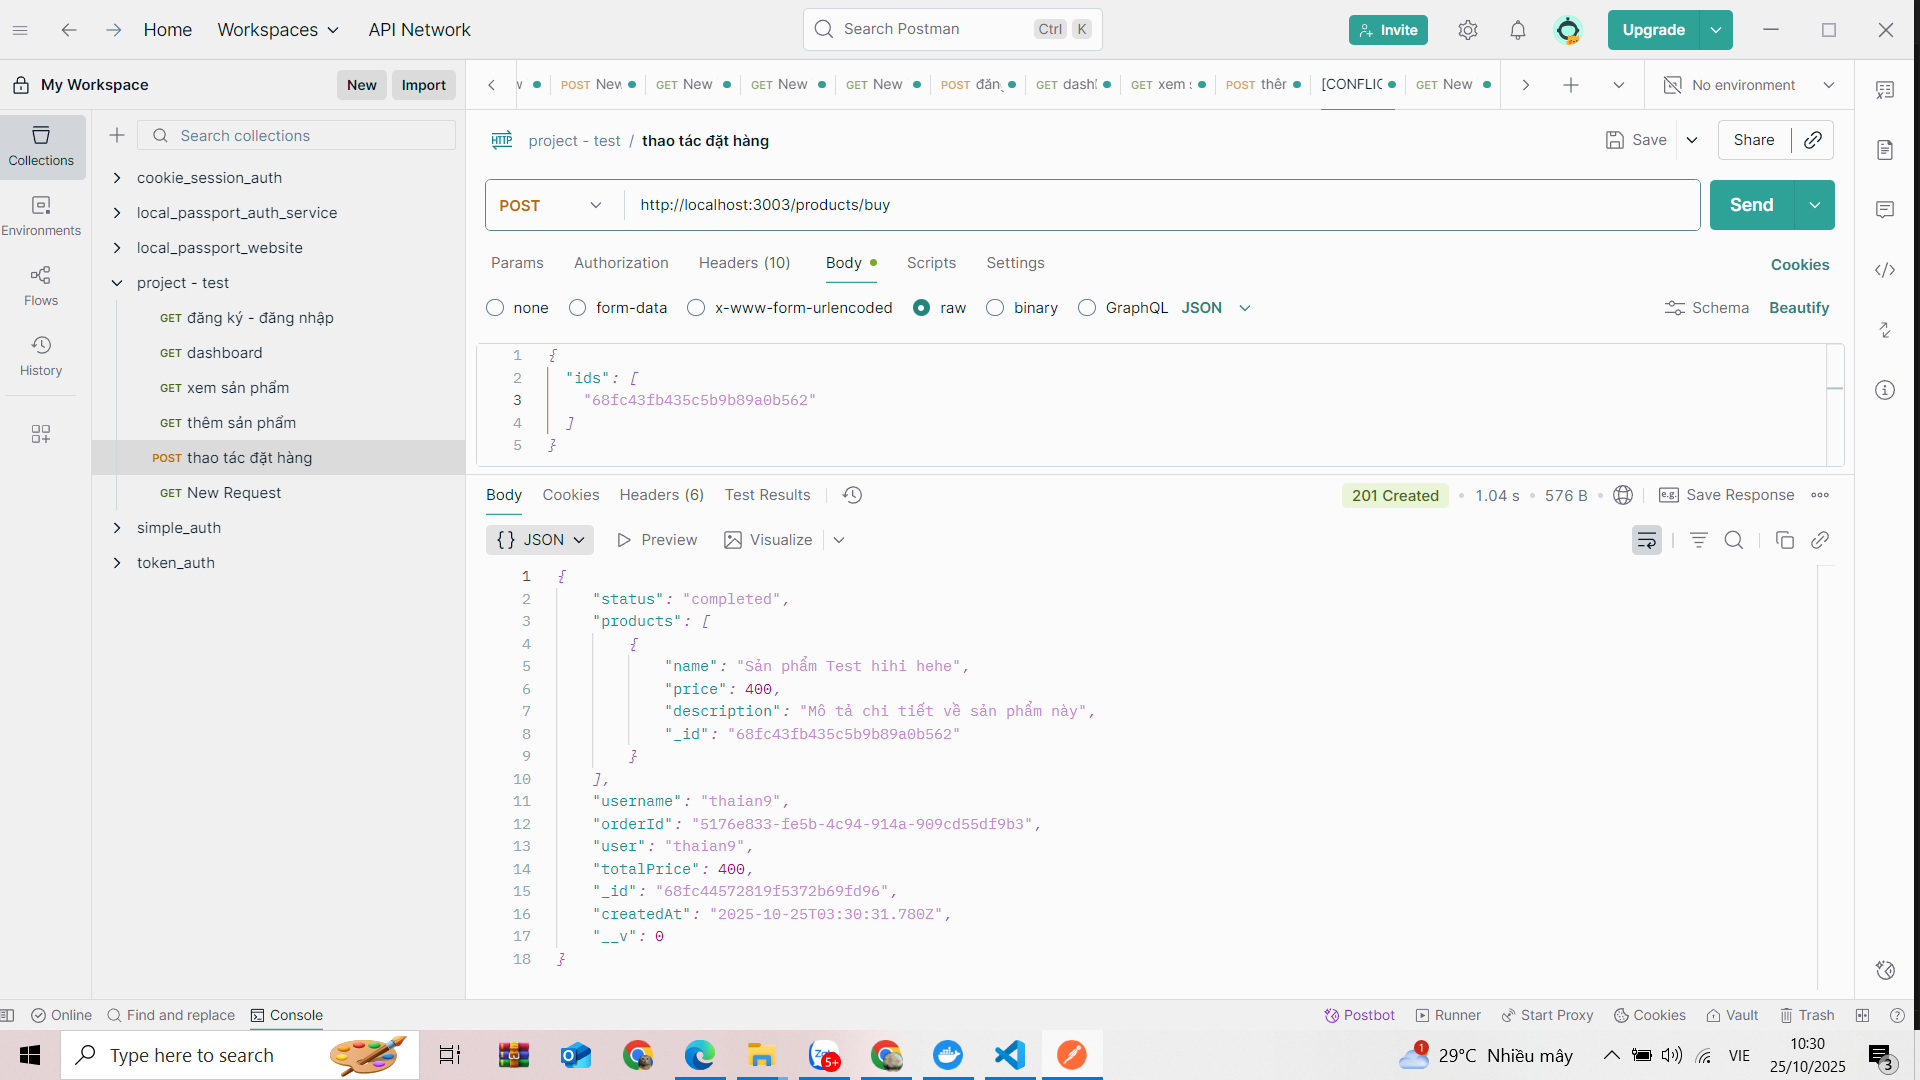 Home
Workspaces
API Network
Search Postman
Ctrl
K
Invite
Upgrade
My Workspace
New
Import
POST New
GET New
GET New
GET New
POST đăn
GET dash
GET xem s
POST thên
[CONFLIC
GET New
No environment
Collections
Environments
Flows
History
Search collections
cookie_session_auth
local_passport_auth_service
local_passport_website
project - test
GET đăng ký - đăng nhập
GET dashboard
GET xem sản phẩm
GET thêm sản phẩm
POST thao tác đặt hàng
GET New Request
simple_auth
token_auth
HTTP project - test / thao tác đặt hàng
Save
Share
POST
http://localhost:3003/products/buy
Send
Params
Authorization
Headers (10)
Body
Scripts
Settings
Cookies
none
form-data
x-www-form-urlencoded
raw
binary
GraphQL
JSON
Schema
Beautify
1 {
2 "ids": [
3 "68fc43fb435c5b9b89a0b562"
4 ]
5 }
Body
Cookies
Headers (6)
Test Results
201 Created
1.04 s
576 B
e.g. Save Response
{} JSON
Preview
Visualize
1 {
2 "status": "completed",
3 "products": [
4 {
5 "name": "Sản phẩm Test hihi hehe",
6 "price": 400,
7 "description": "Mô tả chi tiết về sản phẩm này",
8 "_id": "68fc43fb435c5b9b89a0b562"
9 }
10 ],
11 "username": "thaian9",
12 "orderId": "5176e833-fe5b-4c94-914a-909cd55df9b3",
13 "user": "thaian9",
14 "totalPrice": 400,
15 "_id": "68fc44572819f5372b69fd96",
16 "createdAt": "2025-10-25T03:30:31.780Z",
17 "__v": 0
18 }
Online
Find and replace
Console
Postbot
Runner
Start Proxy
Cookies
Vault
Trash
Type here to search
5+
1
29°C Nhiều mây
VIE
10:30
25/10/2025
3